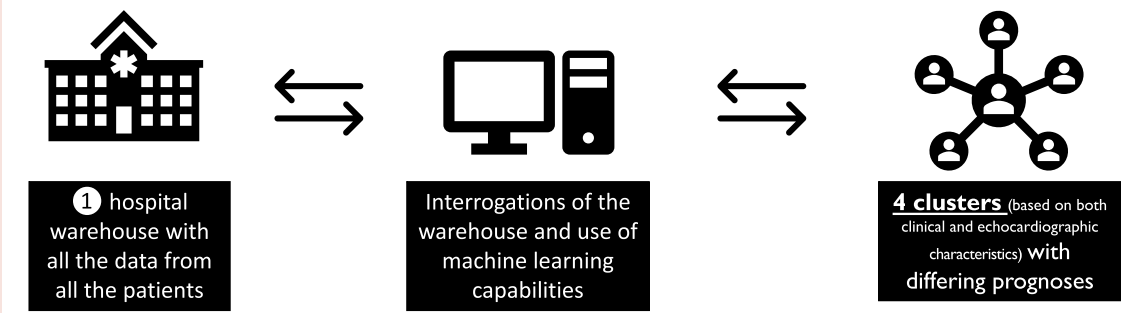 1 hospital
warehouse with
all the data from
all the patients
Interrogations of the
warehouse and use of
machine learning
capabilities
4 clusters (based on both
clinical and echocardiographic
characteristics) with
differing prognoses